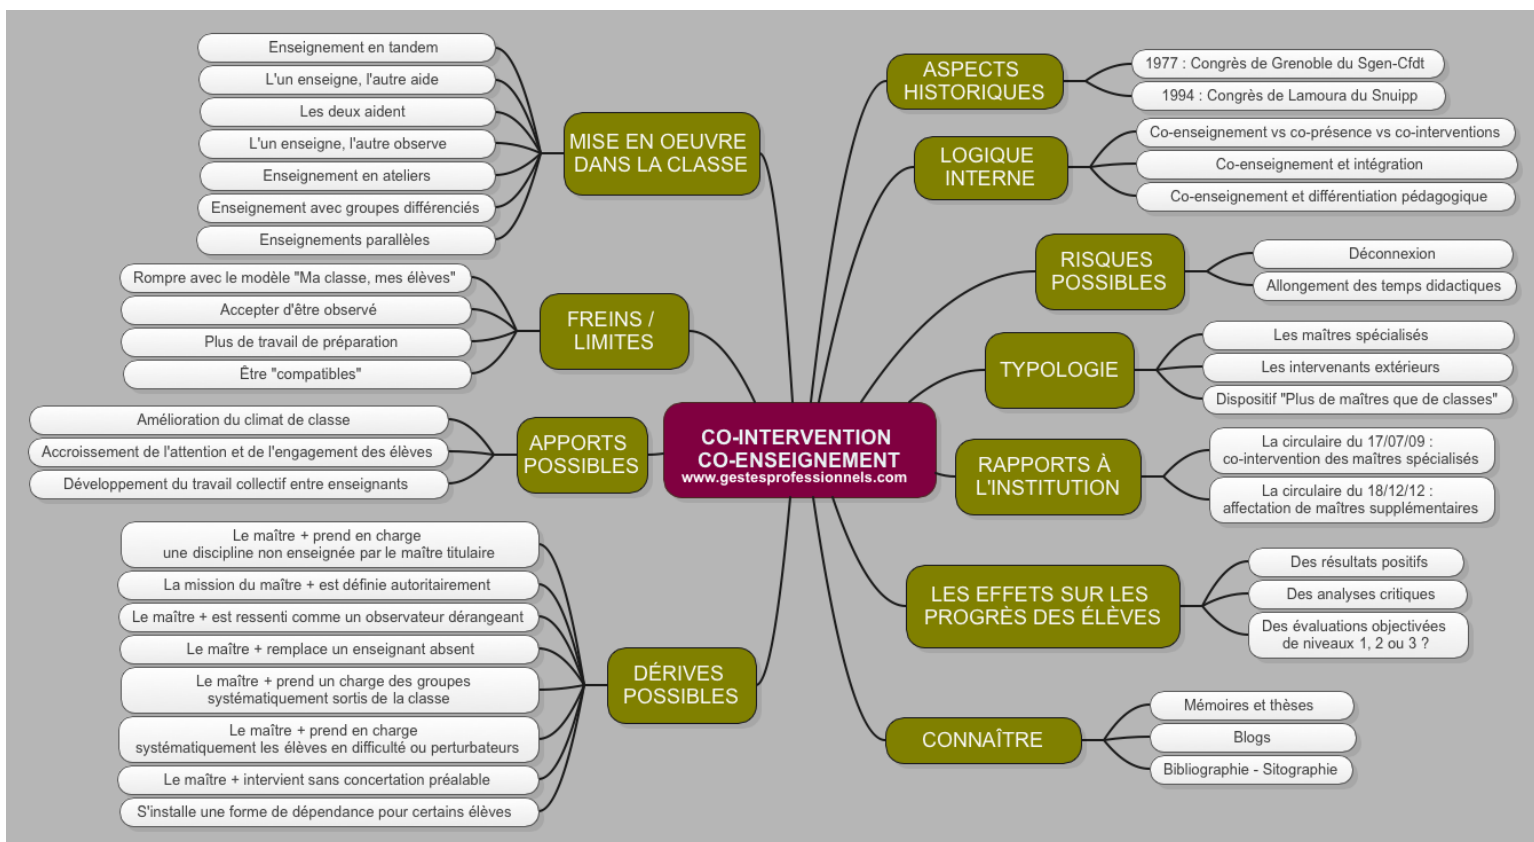 CO-INTERVENTION
CO-ENSEIGNEMENT
www.gestesprofessionnels.com
MISE EN OEUVRE
DANS LA CLASSE
Enseignement en tandem
L'un enseigne, l'autre aide
Les deux aident
L'un enseigne, l'autre observe
Enseignement en ateliers
Enseignement avec groupes différenciés
Enseignements parallèles
FREINS /
LIMITES
Rompre avec le modèle "Ma classe, mes élèves"
Accepter d'être observé
Plus de travail de préparation
Être "compatibles"
APPORTS
POSSIBLES
Amélioration du climat de classe
Accroissement de l'attention et de l'engagement des élèves
Développement du travail collectif entre enseignants
DÉRIVES
POSSIBLES
Le maître + prend en charge
une discipline non enseignée par le maître titulaire
La mission du maître + est définie autoritairement
Le maître + est ressenti comme un observateur dérangeant
Le maître + remplace un enseignant absent
Le maître + prend un charge des groupes
systématiquement sortis de la classe
Le maître + prend en charge
systématiquement les élèves en difficulté ou perturbateurs
Le maître + intervient sans concertation préalable
S'installe une forme de dépendance pour certains élèves
ASPECTS
HISTORIQUES
1977 : Congrès de Grenoble du Sgen-Cfdt
1994 : Congrès de Lamoura du Snuipp
LOGIQUE
INTERNE
Co-enseignement vs co-présence vs co-interventions
Co-enseignement et intégration
Co-enseignement et différentiation pédagogique
RISQUES
POSSIBLES
Déconnexion
Allongement des temps didactiques
TYPOLOGIE
Les maîtres spécialisés
Les intervenants extérieurs
Dispositif "Plus de maîtres que de classes"
RAPPORTS À
L'INSTITUTION
La circulaire du 17/07/09 :
co-intervention des maîtres spécialisés
La circulaire du 18/12/12 :
affectation de maîtres supplémentaires
LES EFFETS SUR LES
PROGRÈS DES ÉLÈVES
Des résultats positifs
Des analyses critiques
Des évaluations objectivées
de niveaux 1, 2 ou 3 ?
CONNAÎTRE
Mémoires et thèses
Blogs
Bibliographie - Sitographie